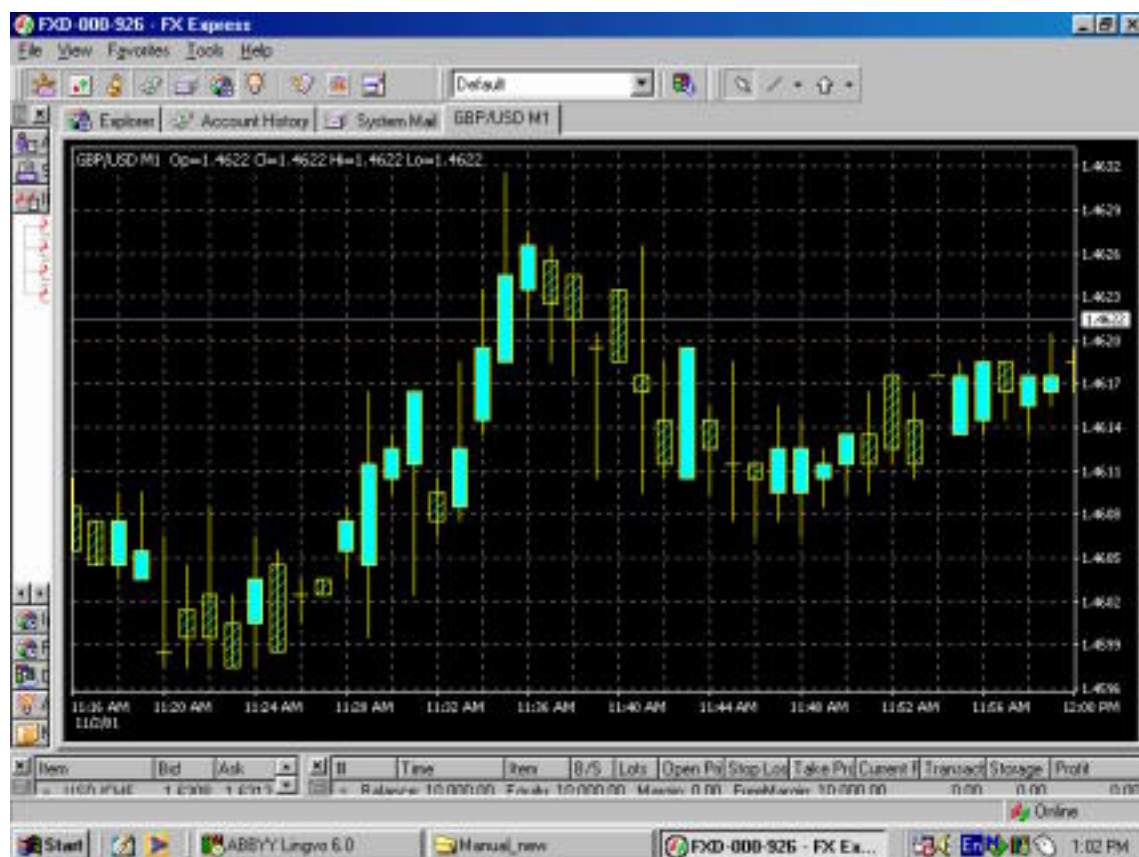 FXD-000-926 - FX Express
File View Favorites Tools Help
Default
Explorer Account History System Mail GBP/USD M1
GBP/USD M1 Op=1.4622 Cl=1.4622 Hi=1.4622 Lo=1.4622
1.4632
1.4629
1.4626
1.4623
1.4622
1.4620
1.4617
1.4614
1.4611
1.4608
1.4605
1.4602
1.4599
1.4596
11:16 AM 11:20 AM 11:24 AM 11:28 AM 11:32 AM 11:36 AM 11:40 AM 11:44 AM 11:48 AM 11:52 AM 11:56 AM 12:00 PM
Item Bid Ask II Time Item B/S Lots Open Pri Stop Los Take Pri Current Transact Storage Profit
Balance: 10 000.00 Equity: 10 000.00 Margin: 0.00 FreeMargin: 10 000.00 0.00 0.00 0.00
Online
Start ABBYY Lingvo 6.0 Manual_new FXD-000-926 - FX Ex... En 1:02 PM